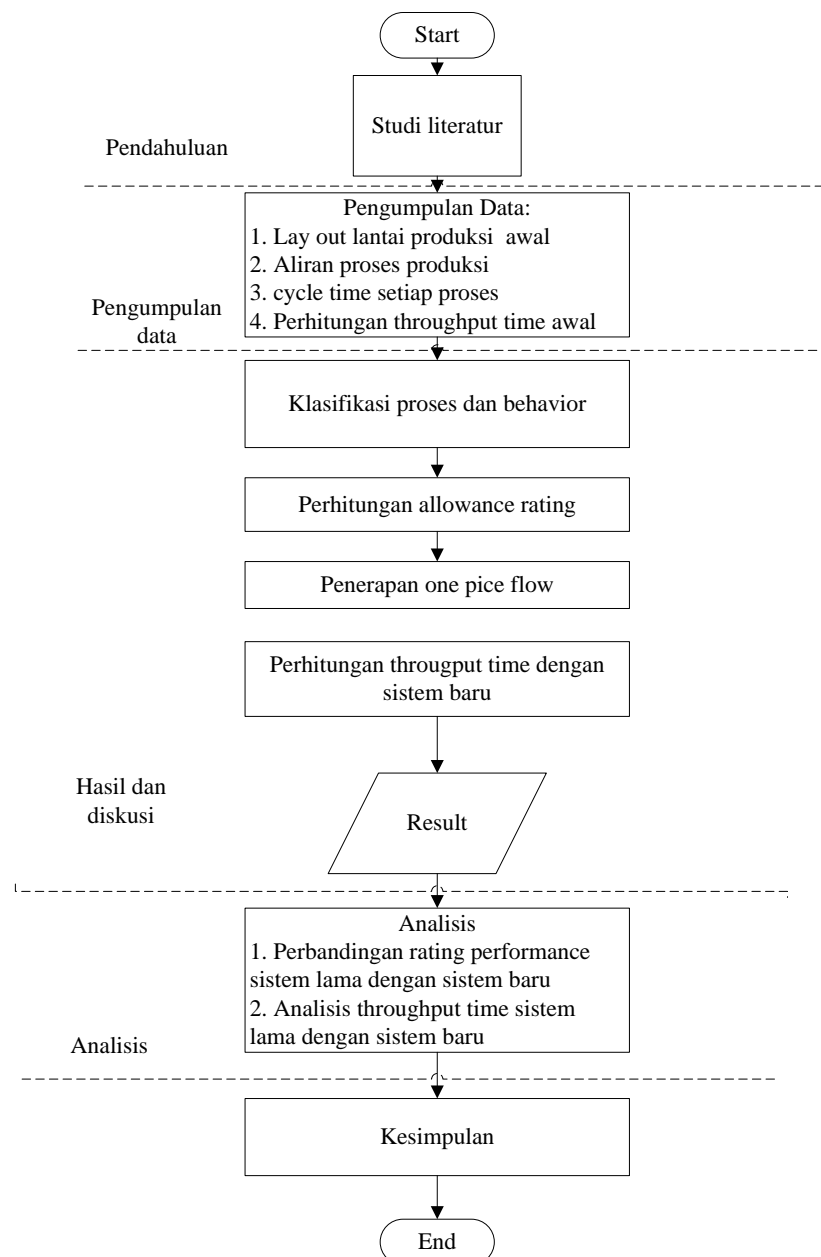 Start
Studi literatur
Pendahuluan
Pengumpulan Data:
1. Lay out lantai produksi awal
2. Aliran proses produksi
3. cycle time setiap proses
4. Perhitungan throughput time awal
Pengumpulan
data
Klasifikasi proses dan behavior
Perhitungan allowance rating
Penerapan one pice flow
Perhitungan througput time dengan
sistem baru
Hasil dan
diskusi
Result
Analisis
1. Perbandingan rating performance
sistem lama dengan sistem baru
2. Analisis throughput time sistem
lama dengan sistem baru
Analisis
Kesimpulan
End